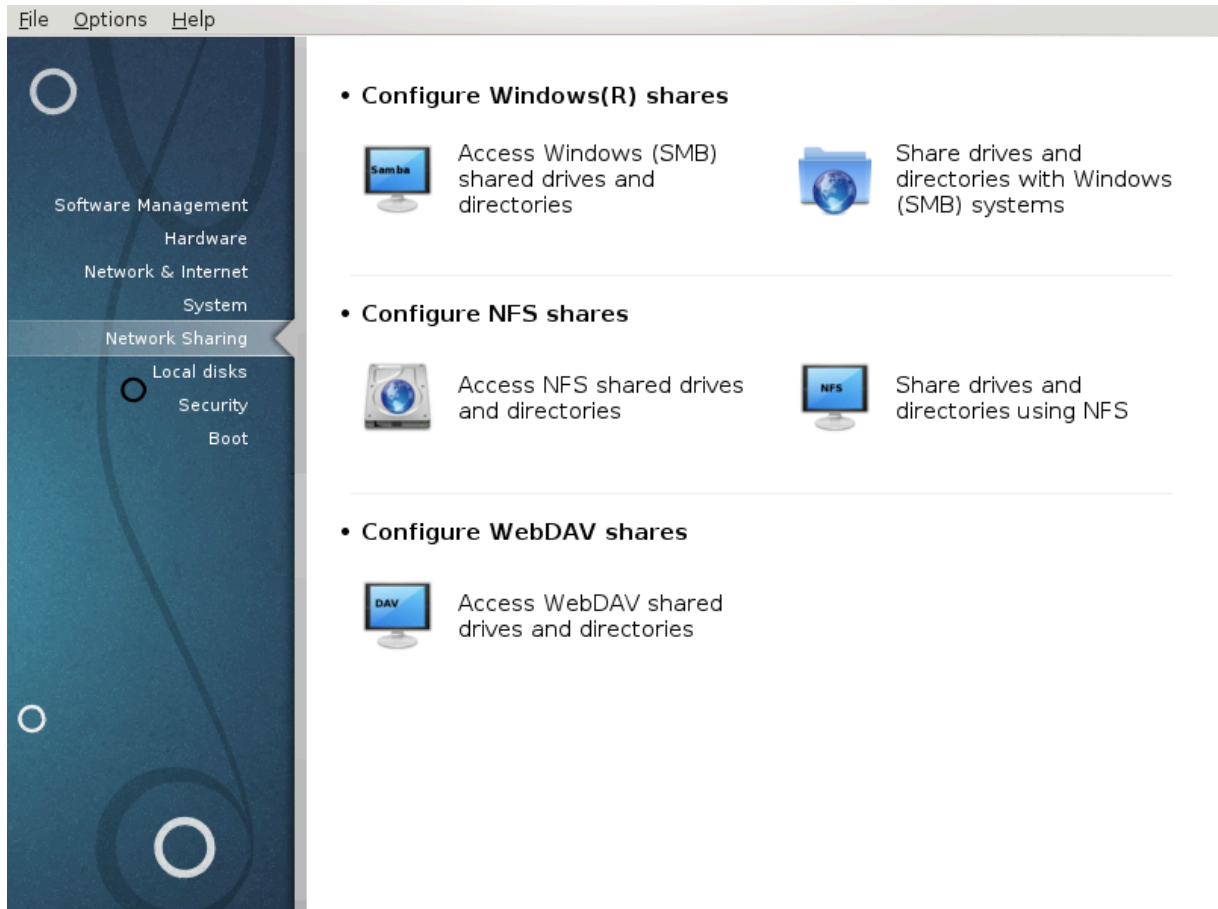 File Options Help
Software Management
Hardware
Network & Internet
System
Network Sharing
Local disks
Security
Boot
• Configure Windows(R) shares
Samba
Access Windows (SMB)
shared drives and
directories
Share drives and
directories with Windows
(SMB) systems
• Configure NFS shares
Access NFS shared drives
and directories
NFS
Share drives and
directories using NFS
• Configure WebDAV shares
DAV
Access WebDAV shared
drives and directories